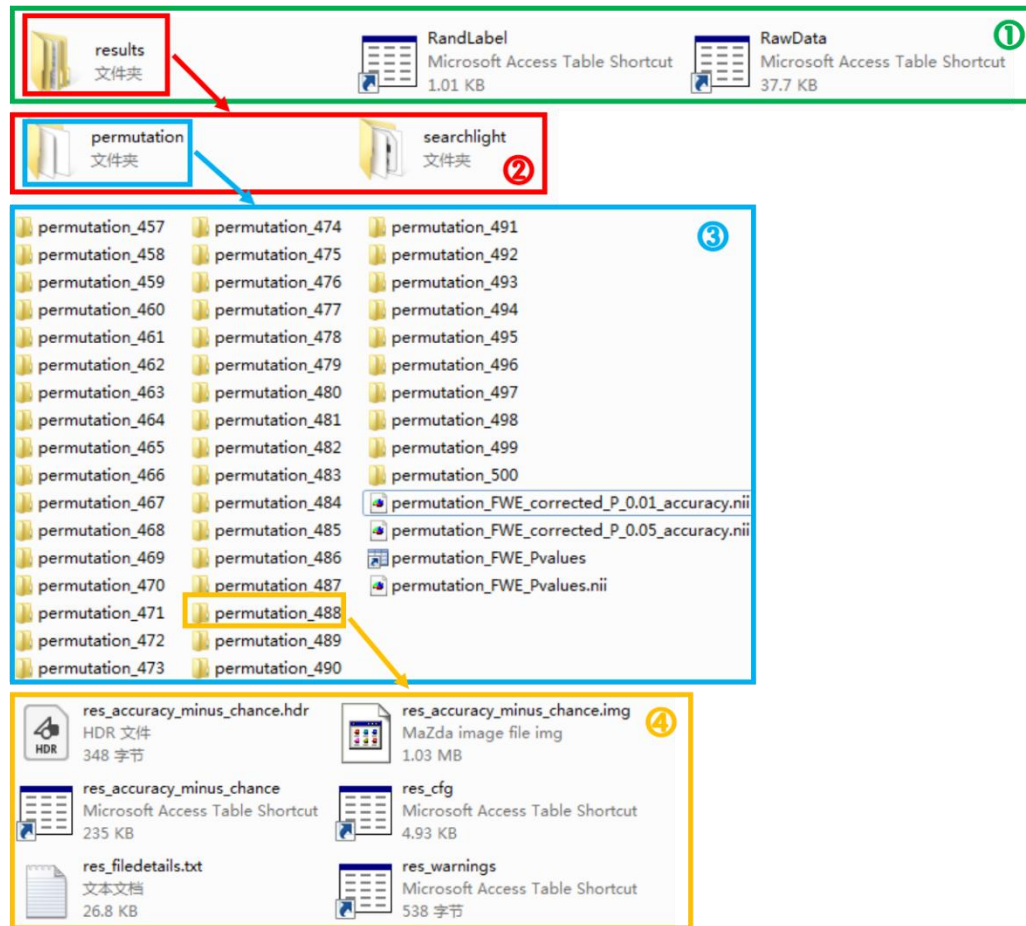 results
文件夹
RandLabel
Microsoft Access Table Shortcut
1.01 KB
RawData
Microsoft Access Table Shortcut
37.7 KB
①
permutation
文件夹
searchlight
文件夹
②
③
permutation_457
permutation_458
permutation_459
permutation_460
permutation_461
permutation_462
permutation_463
permutation_464
permutation_465
permutation_466
permutation_467
permutation_468
permutation_469
permutation_470
permutation_471
permutation_472
permutation_473
permutation_474
permutation_475
permutation_476
permutation_477
permutation_478
permutation_479
permutation_480
permutation_481
permutation_482
permutation_483
permutation_484
permutation_485
permutation_486
permutation_487
permutation_488
permutation_489
permutation_490
permutation_491
permutation_492
permutation_493
permutation_494
permutation_495
permutation_496
permutation_497
permutation_498
permutation_499
permutation_500
permutation_FWE_corrected_P_0.01_accuracy.nii
permutation_FWE_corrected_P_0.05_accuracy.nii
permutation_FWE_Pvalues
permutation_FWE_Pvalues.nii
HDR
res_accuracy_minus_chance.hdr
HDR 文件
348 字节
res_accuracy_minus_chance.img
MaZda image file img
1.03 MB
④
res_accuracy_minus_chance
Microsoft Access Table Shortcut
235 KB
res_cfg
Microsoft Access Table Shortcut
4.93 KB
res_filedetails.txt
文本文档
26.8 KB
res_warnings
Microsoft Access Table Shortcut
538 字节